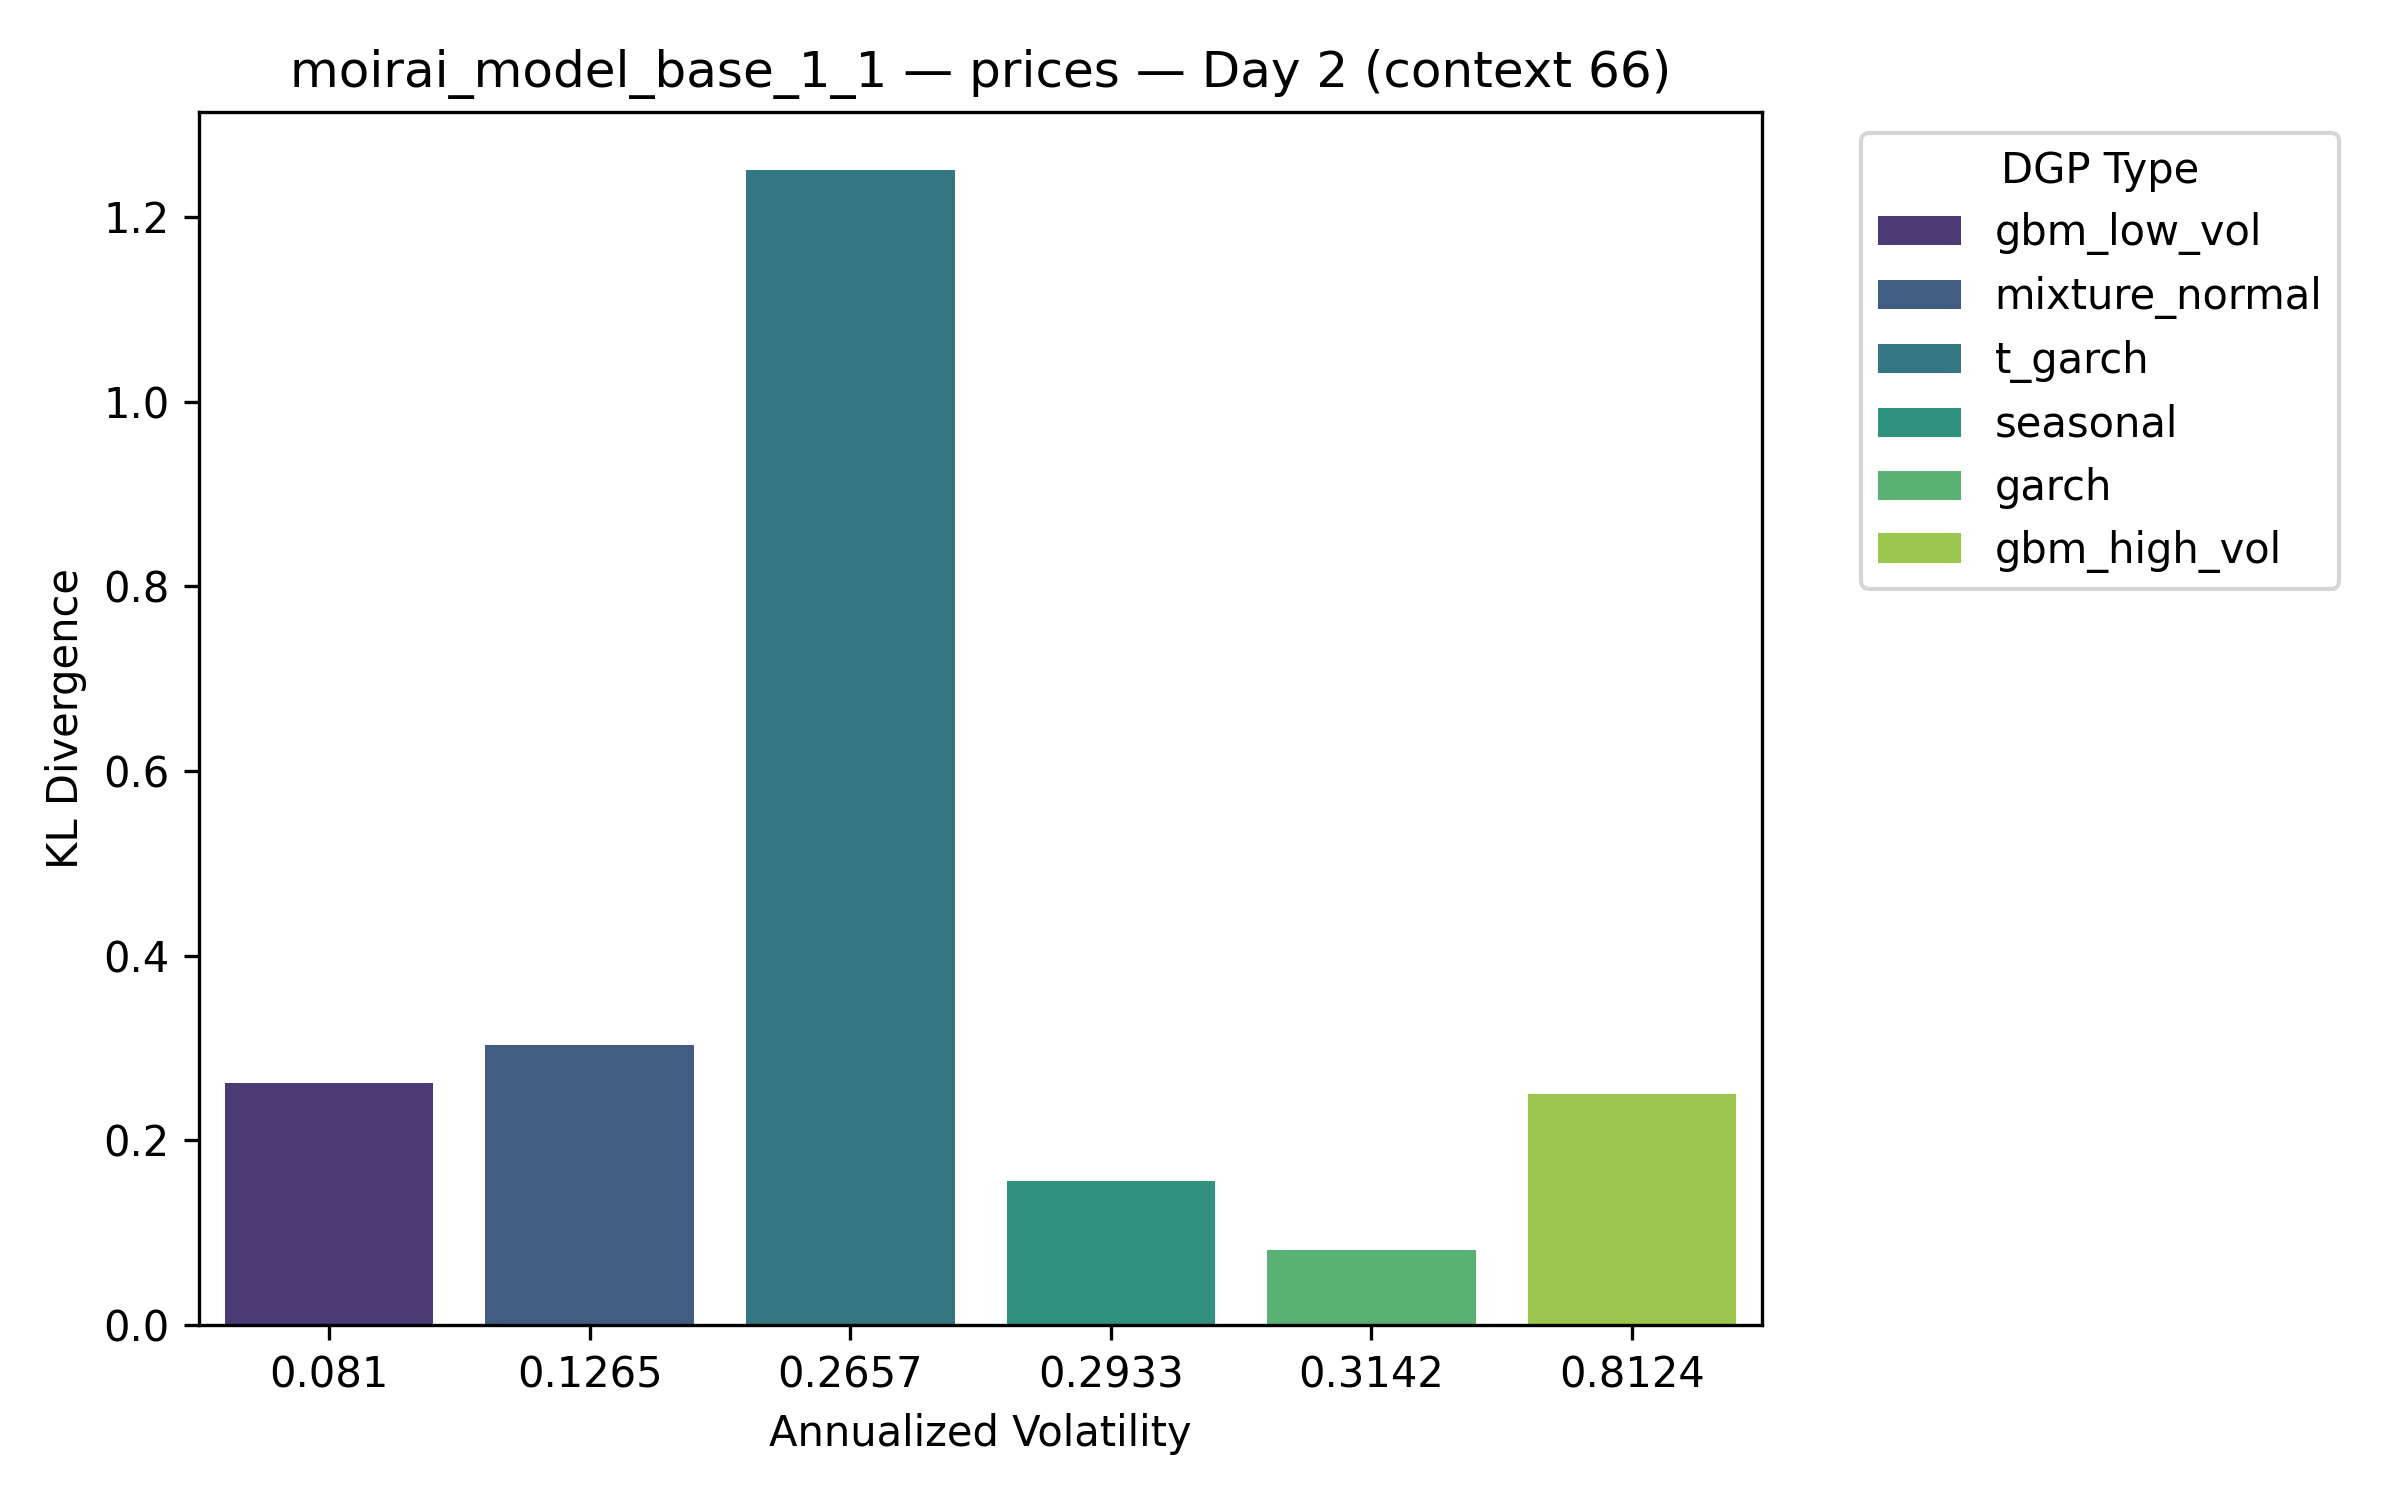 moirai_model_base_1_1 — prices — Day 2 (context 66)
KL Divergence
1.2
1.0
0.8
0.6
0.4
0.2
0.0
0.081 0.1265 0.2657 0.2933 0.3142 0.8124
Annualized Volatility
DGP Type
gbm_low_vol
mixture_normal
t_garch
seasonal
garch
gbm_high_vol